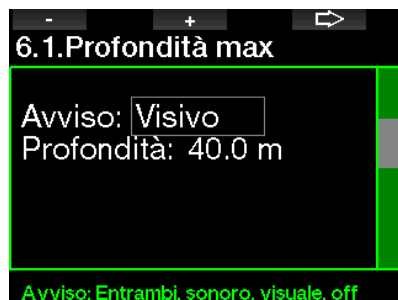 - +
6.1.Profondità max
Avviso: Visivo
Profondità: 40.0 m
Avviso: Entrambi, sonoro, visuale, off